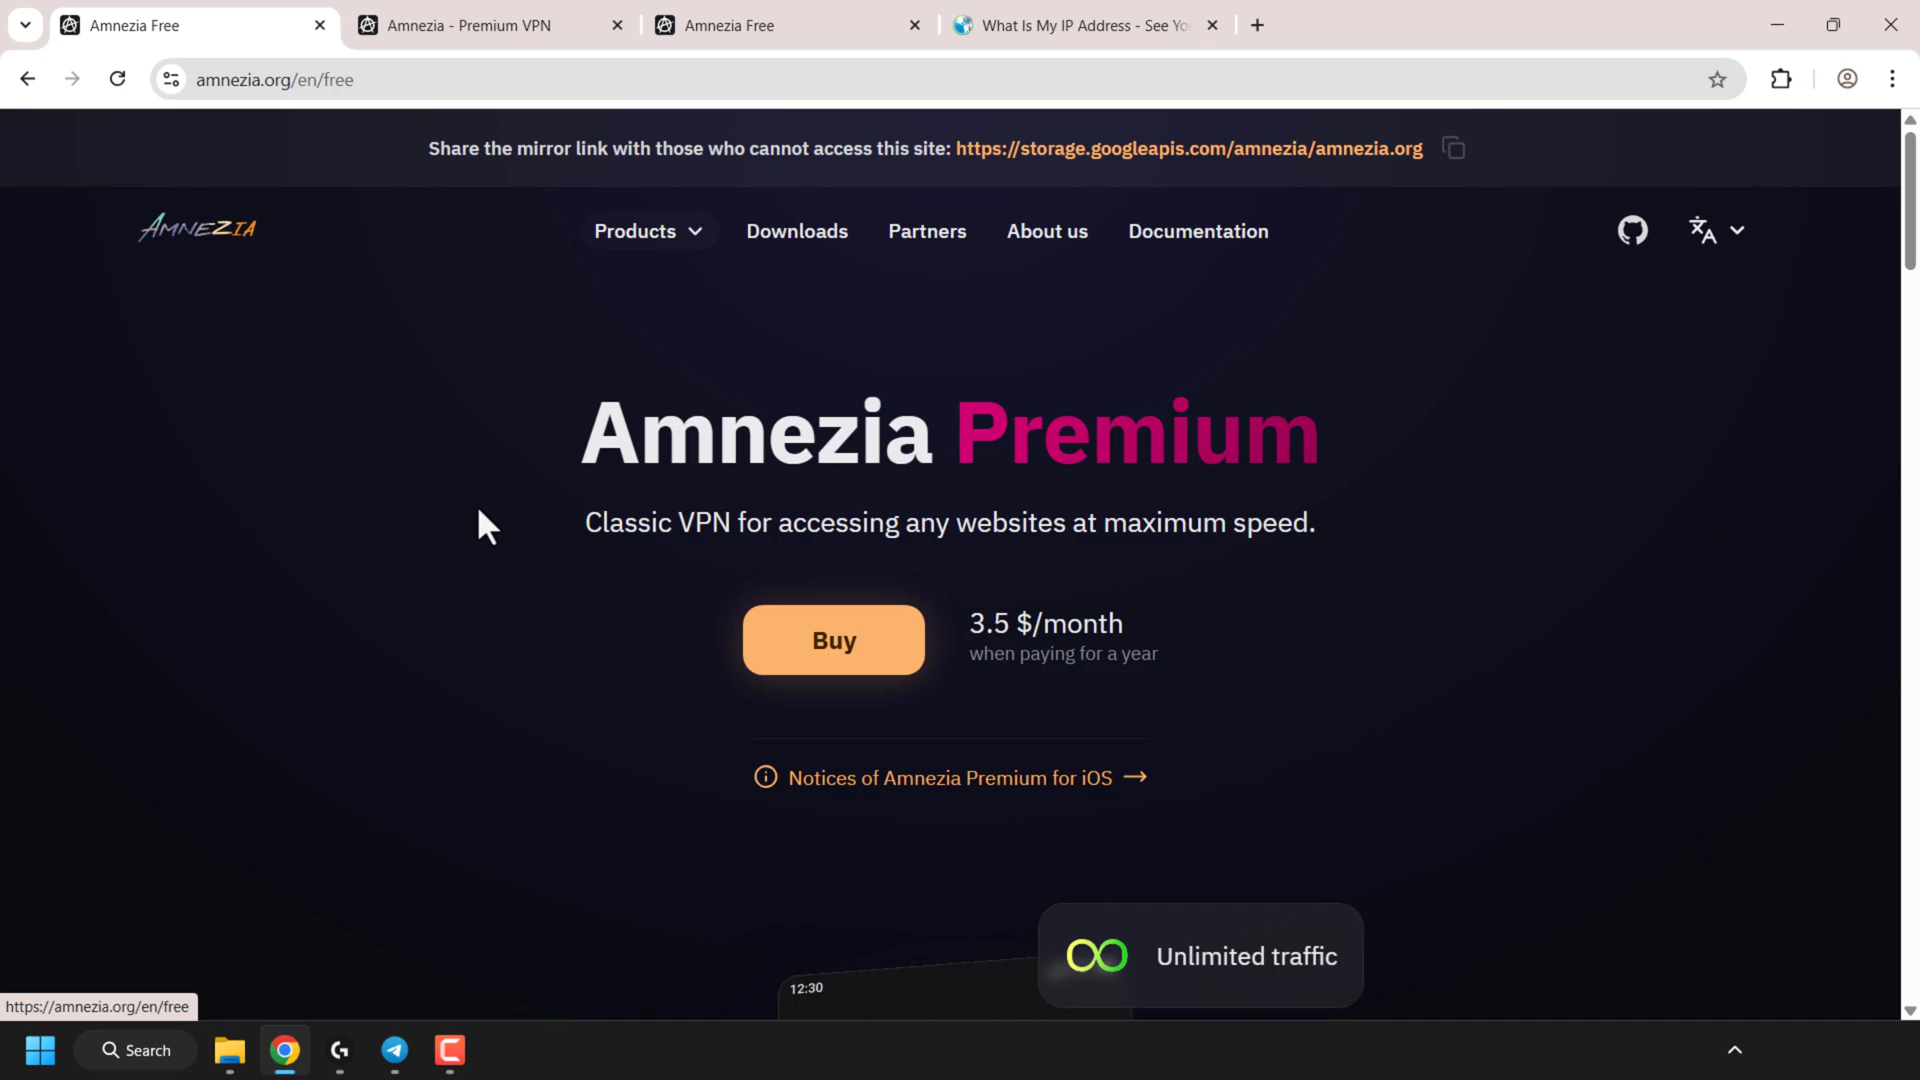 Amnezia Free
Amnezia - Premium VPN
Amnezia Free
What Is My IP Address - See Yo
amnezia.org/en/free
Share the mirror link with those who cannot access this site: https://storage.googleapis.com/amnezia/amnezia.org
AMNEZIA
Products
Downloads
Partners
About us
Documentation
Amnezia Premium
Classic VPN for accessing any websites at maximum speed.
Buy
3.5 $/month
when paying for a year
Notices of Amnezia Premium for iOS →
Unlimited traffic
12:30
https://amnezia.org/en/free
Search